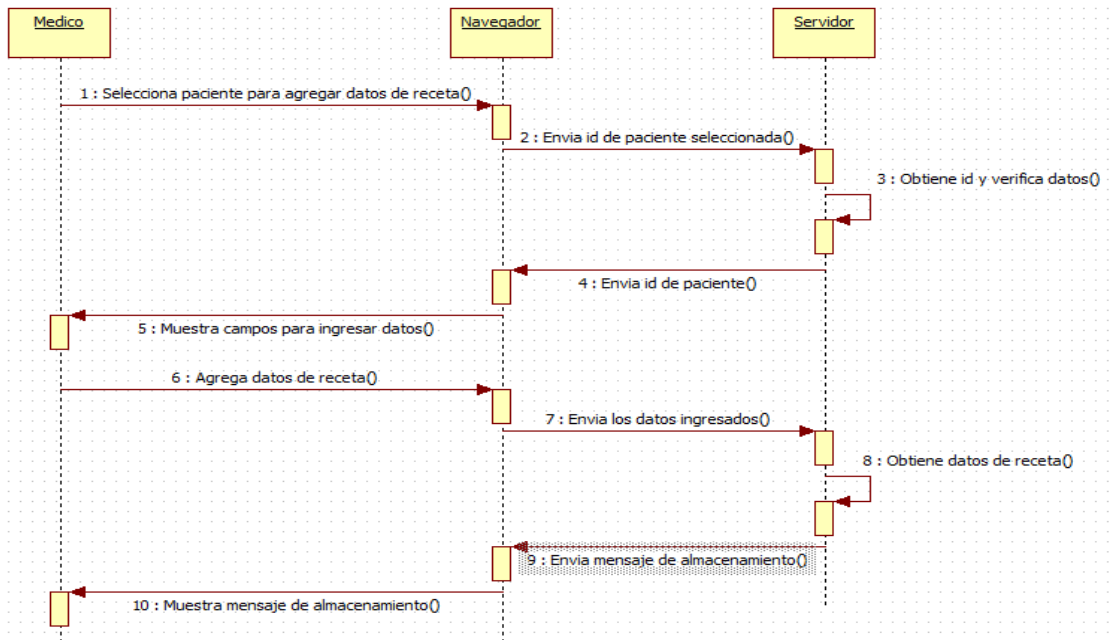 Medico
Navegador
Servidor
1 : Selecciona paciente para agregar datos de receta()
2 : Envia id de paciente seleccionada()
3 : Obtiene id y verifica datos()
4 : Envia id de paciente()
5 : Muestra campos para ingresar datos()
6 : Agrega datos de receta()
7 : Envia los datos ingresados()
8 : Obtiene datos de receta()
9 : Envia mensaje de almacenamiento()
10 : Muestra mensaje de almacenamiento()